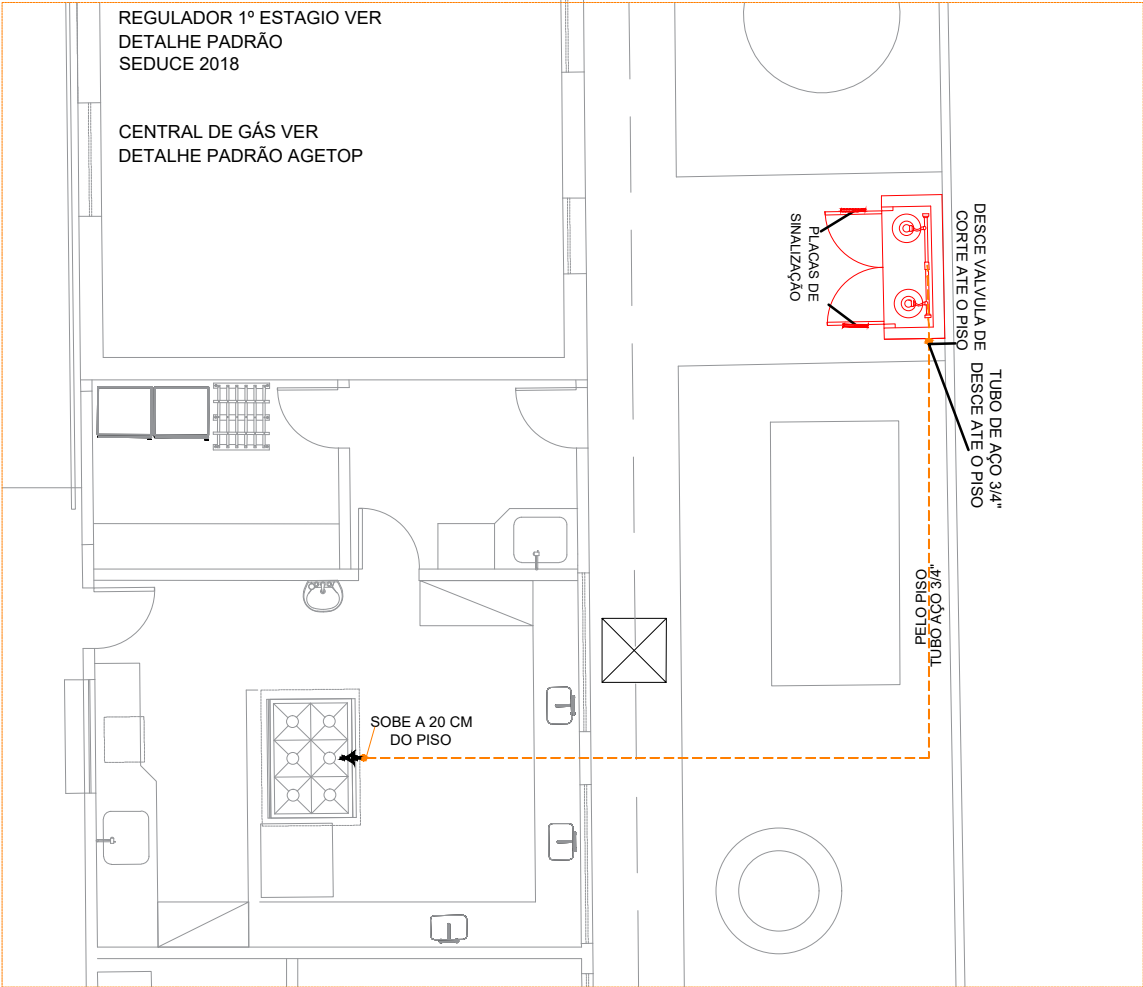 REGULADOR 1º ESTAGIO VER
DETALHE PADRÃO
SEDUCE 2018
CENTRAL DE GÁS VER
DETALHE PADRÃO AGETOP
PLACAS DE
SINALIZAÇÃO
DESCE VALVULA DE
CORTE ATE O PISO
TUBO DE AÇO 3/4"
DESCE ATE O PISO
TUBO AÇO 3/4"
PELO PISO
SOBE A 20 CM
DO PISO